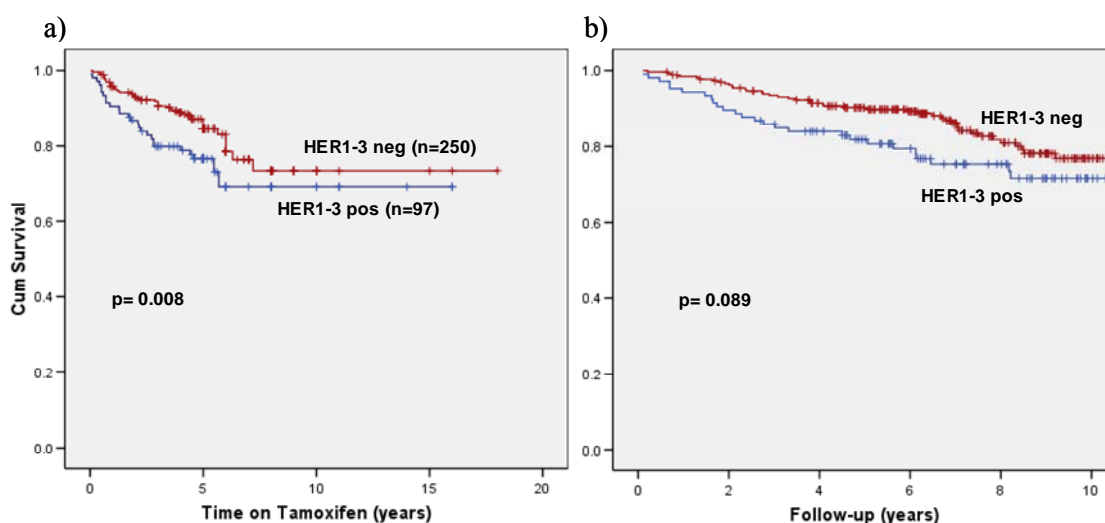 a)
Cum Survival
1.0
0.8
0.6
0.4
0.2
0.0
HER1-3 neg (n=250)
HER1-3 pos (n=97)
p= 0.008
0 5 10 15 20
Time on Tamoxifen (years)
b)
1.0
0.8
0.6
0.4
0.2
0.0
HER1-3 neg
HER1-3 pos
p= 0.089
0 2 4 6 8 10
Follow-up (years)